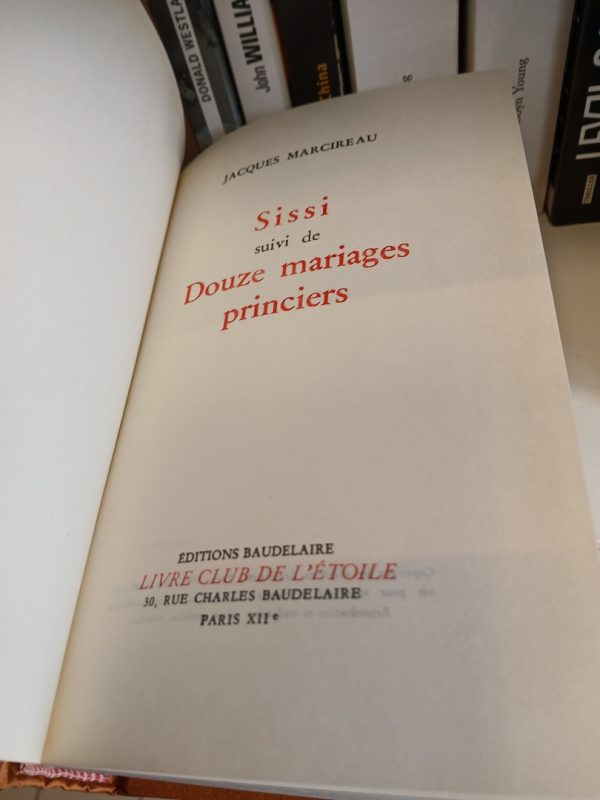 DONALD WESTLA
John WILLIA
China
JACQUES MARCIREAU
Sissi
suivi de
Douze mariages
princiers
ÉDITIONS BAUDELAIRE
LIVRE CLUB DE L'ÉTOILE
30, RUE CHARLES BAUDELAIRE
PARIS XIIe
Young